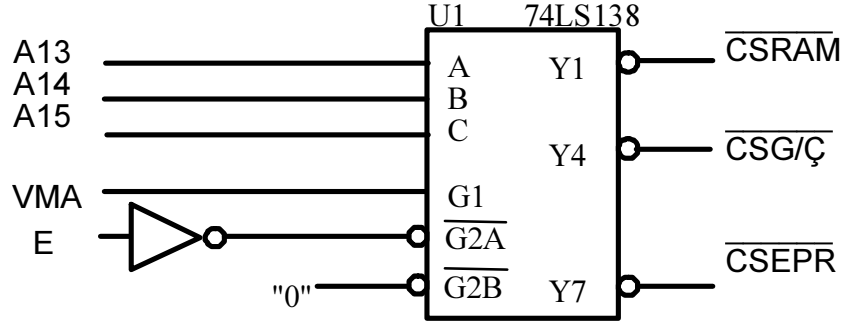 U1 74LS138
A13 A Y1 CSRAM
A14 B
A15 C Y4 CSG/Ç
VMA G1
E G2A
"0" G2B Y7 CSEPR